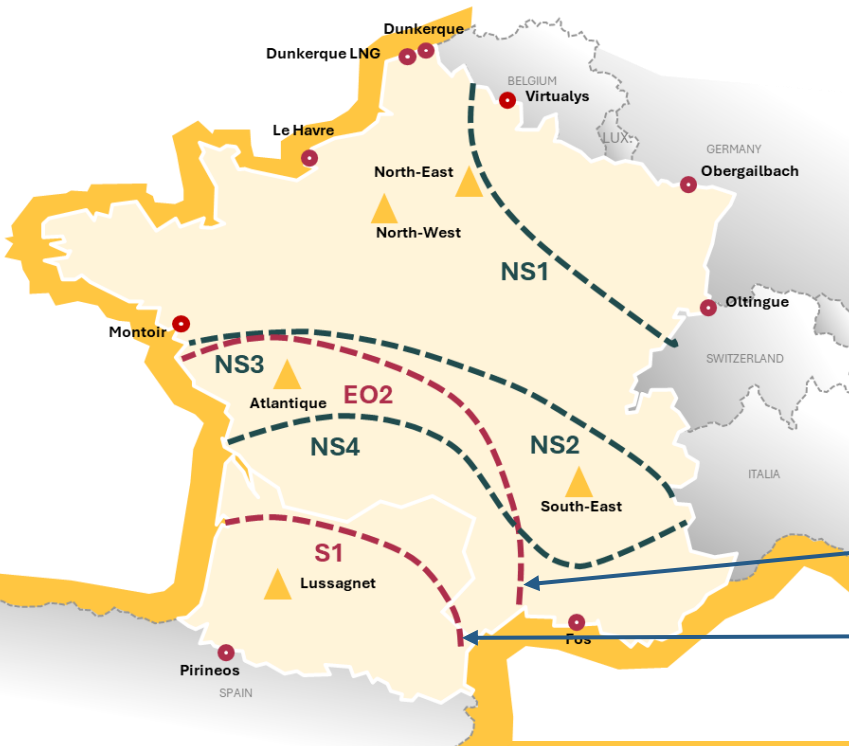 Dunkerque
Dunkerque LNG
BELGIUM
Virtualys
Le Havre
LUX.
GERMANY
North-East
Obergailbach
North-West
NS1
Oltingue
Montoir
SWITZERLAND
NS3
EO2
Atlantique
NS4
NS2
ITALIA
South-East
S1
Lussagnet
Fos
Pirineos
SPAIN